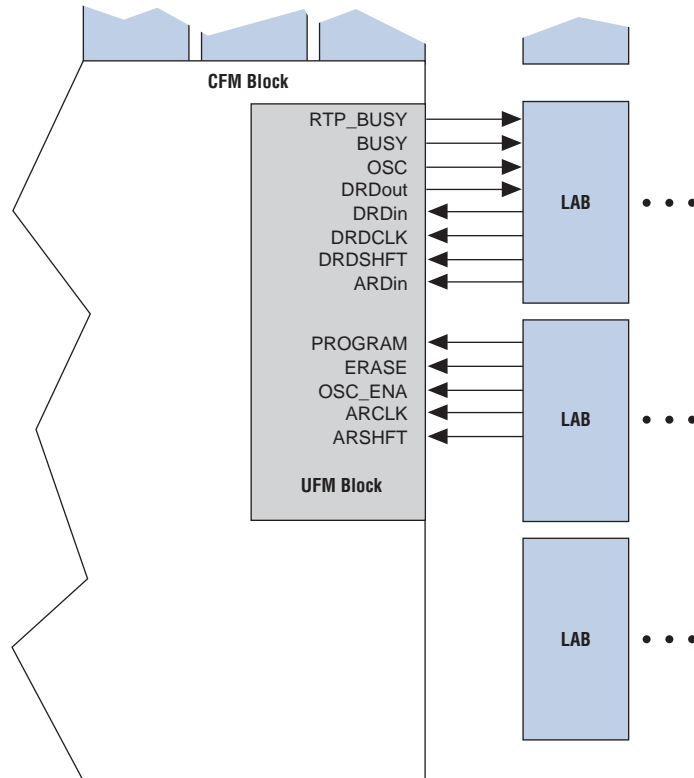 CFM Block
RTP_BUSY
BUSY
OSC
DRDout
DRDin
DRDCLK
DRDSHFT
ARDin
PROGRAM
ERASE
OSC_ENA
ARCLK
ARSHFT
UFM Block
LAB
LAB
LAB